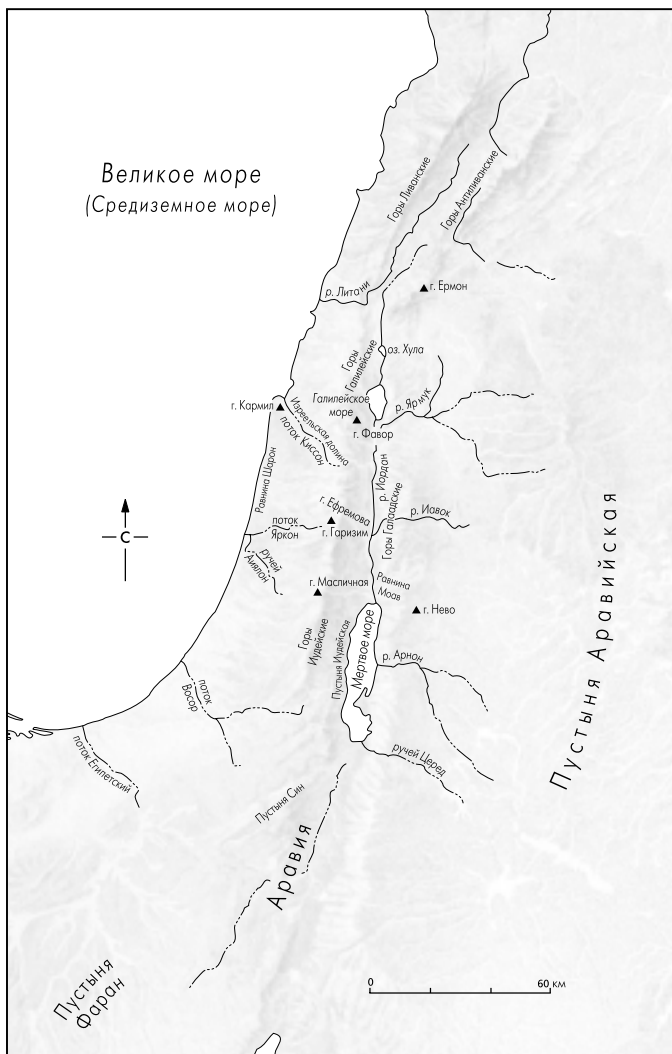 Великое море
(Средиземное море)
Горы Ливанские
Горы Антиливанские
р. Литани
г. Ермон
оз. Хула
Горы
Галилейские
г. Кармил
Изреельская долина
поток Киссон
Галилейское
море
р. Ярмук
г. Фавор
Равнина Шарон
р. Иордан
Горы Галаадские
г. Ефремова
р. Иавок
поток
Яркон
г. Гаризим
С
ручей
Аиялон
г. Масличная
Равнина
Моав
г. Нево
Горы
Иудейские
Пустыня Иудейская
Мертвое море
р. Арнон
Пустыня Аравийская
поток
Восор
поток Египетский
ручей Церед
Пустыня Син
Аравия
Пустыня
Фаран
0
60 км